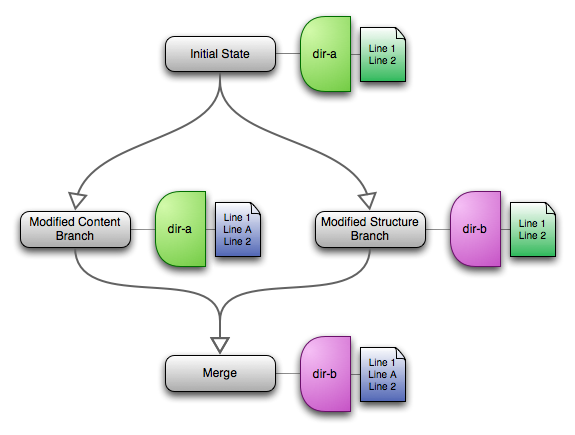 Initial State
dir-a
Line 1
Line 2
Modified Content
Branch
dir-a
Line 1
Line A
Line 2
Modified Structure
Branch
dir-b
Line 1
Line 2
Merge
dir-b
Line 1
Line A
Line 2